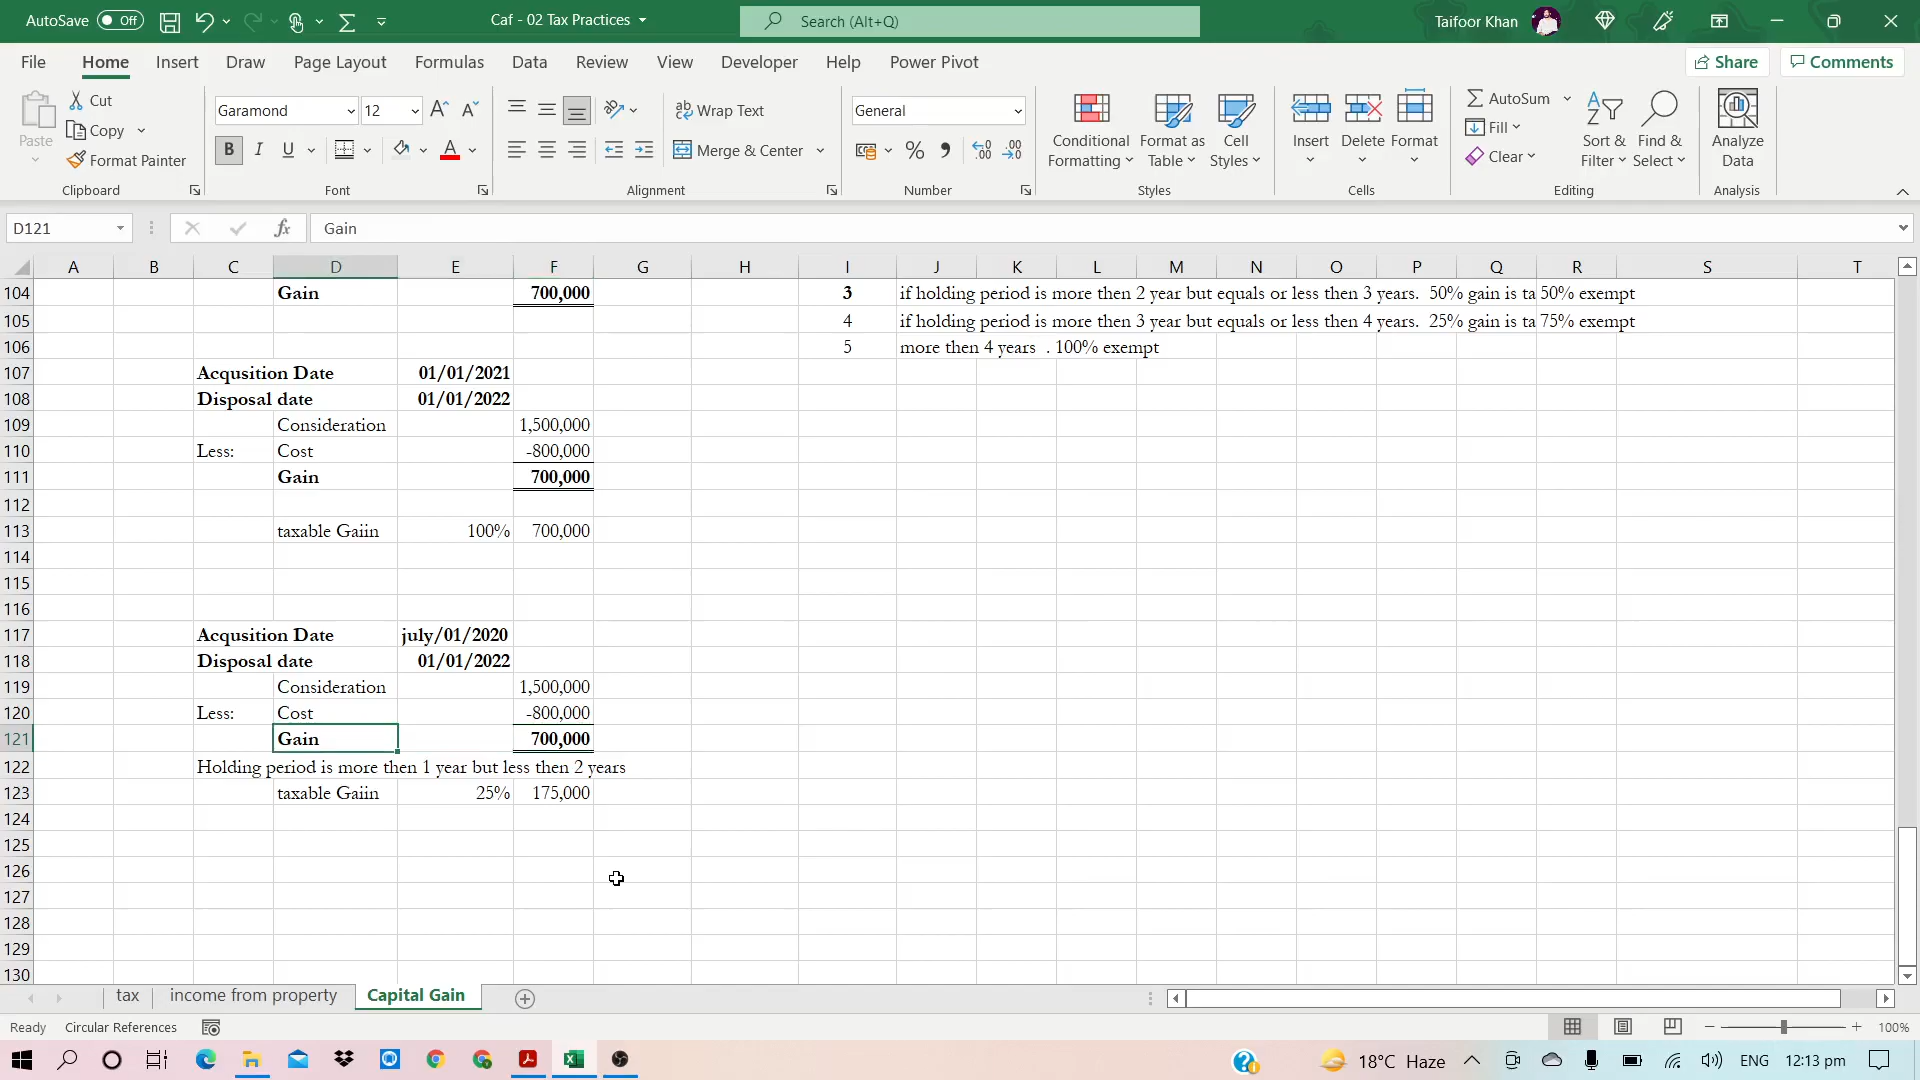 AutoSave Off Caf - 02 Tax Practices Search (Alt+Q) Taifoor Khan
File Home Insert Draw Page Layout Formulas Data Review View Developer Help Power Pivot Share Comments
Paste Cut Copy Format Painter Clipboard
Garamond 12 B I U Font
Wrap Text Merge & Center Alignment
General Number
Conditional Formatting Format as Table Cell Styles Styles
Insert Delete Format Cells
AutoSum Fill Clear Sort & Filter Find & Select Editing
Analyze Data Analysis
D121 fx Gain
A B C D E F G H I J K L M N O P Q R S T
104 Gain 700,000 3 if holding period is more then 2 year but equals or less then 3 years. 50% gain is ta 50% exempt
105 4 if holding period is more then 3 year but equals or less then 4 years. 25% gain is ta 75% exempt
106 5 more then 4 years . 100% exempt
107 Acqusition Date 01/01/2021
108 Disposal date 01/01/2022
109 Consideration 1,500,000
110 Less: Cost -800,000
111 Gain 700,000
112
113 taxable Gaiin 100% 700,000
114
115
116
117 Acqusition Date july/01/2020
118 Disposal date 01/01/2022
119 Consideration 1,500,000
120 Less: Cost -800,000
121 Gain 700,000
122 Holding period is more then 1 year but less then 2 years
123 taxable Gaiin 25% 175,000
124
125
126
127
128
129
130
tax income from property Capital Gain
Ready Circular References 100%
18°C Haze ENG 12:13 pm